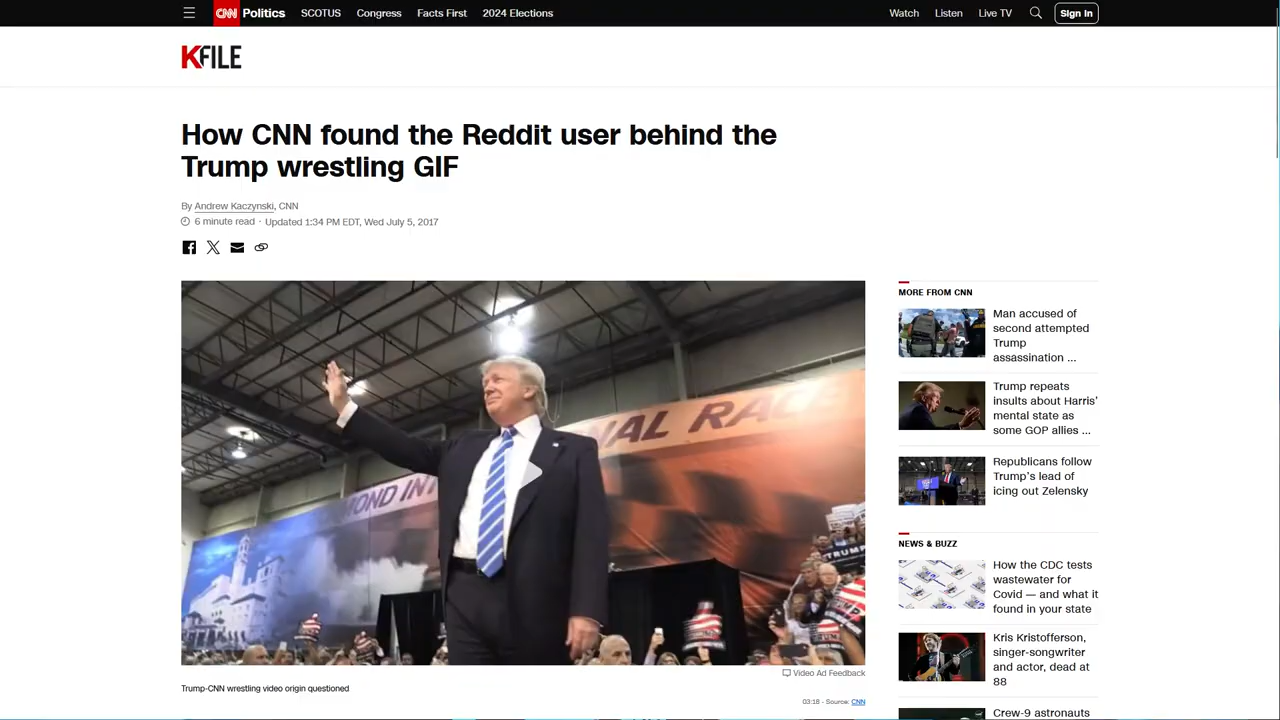 CNN Politics SCOTUS Congress Facts First 2024 Elections Watch Listen Live TV Sign in
KFILE
How CNN found the Reddit user behind the
Trump wrestling GIF
By Andrew Kaczynski, CNN
6 minute read · Updated 1:34 PM EDT, Wed July 5, 2017
NAL RAC
OND INT
TRUMP
Video Ad Feedback
Trump-CNN wrestling video origin questioned
03:18 - Source: CNN
MORE FROM CNN
Man accused of
second attempted
Trump
assassination ...
Trump repeats
insults about Harris'
mental state as
some GOP allies ...
Republicans follow
Trump's lead of
icing out Zelensky
NEWS & BUZZ
How the CDC tests
wastewater for
Covid — and what it
found in your state
Kris Kristofferson,
singer-songwriter
and actor, dead at
88
Crew-9 astronauts